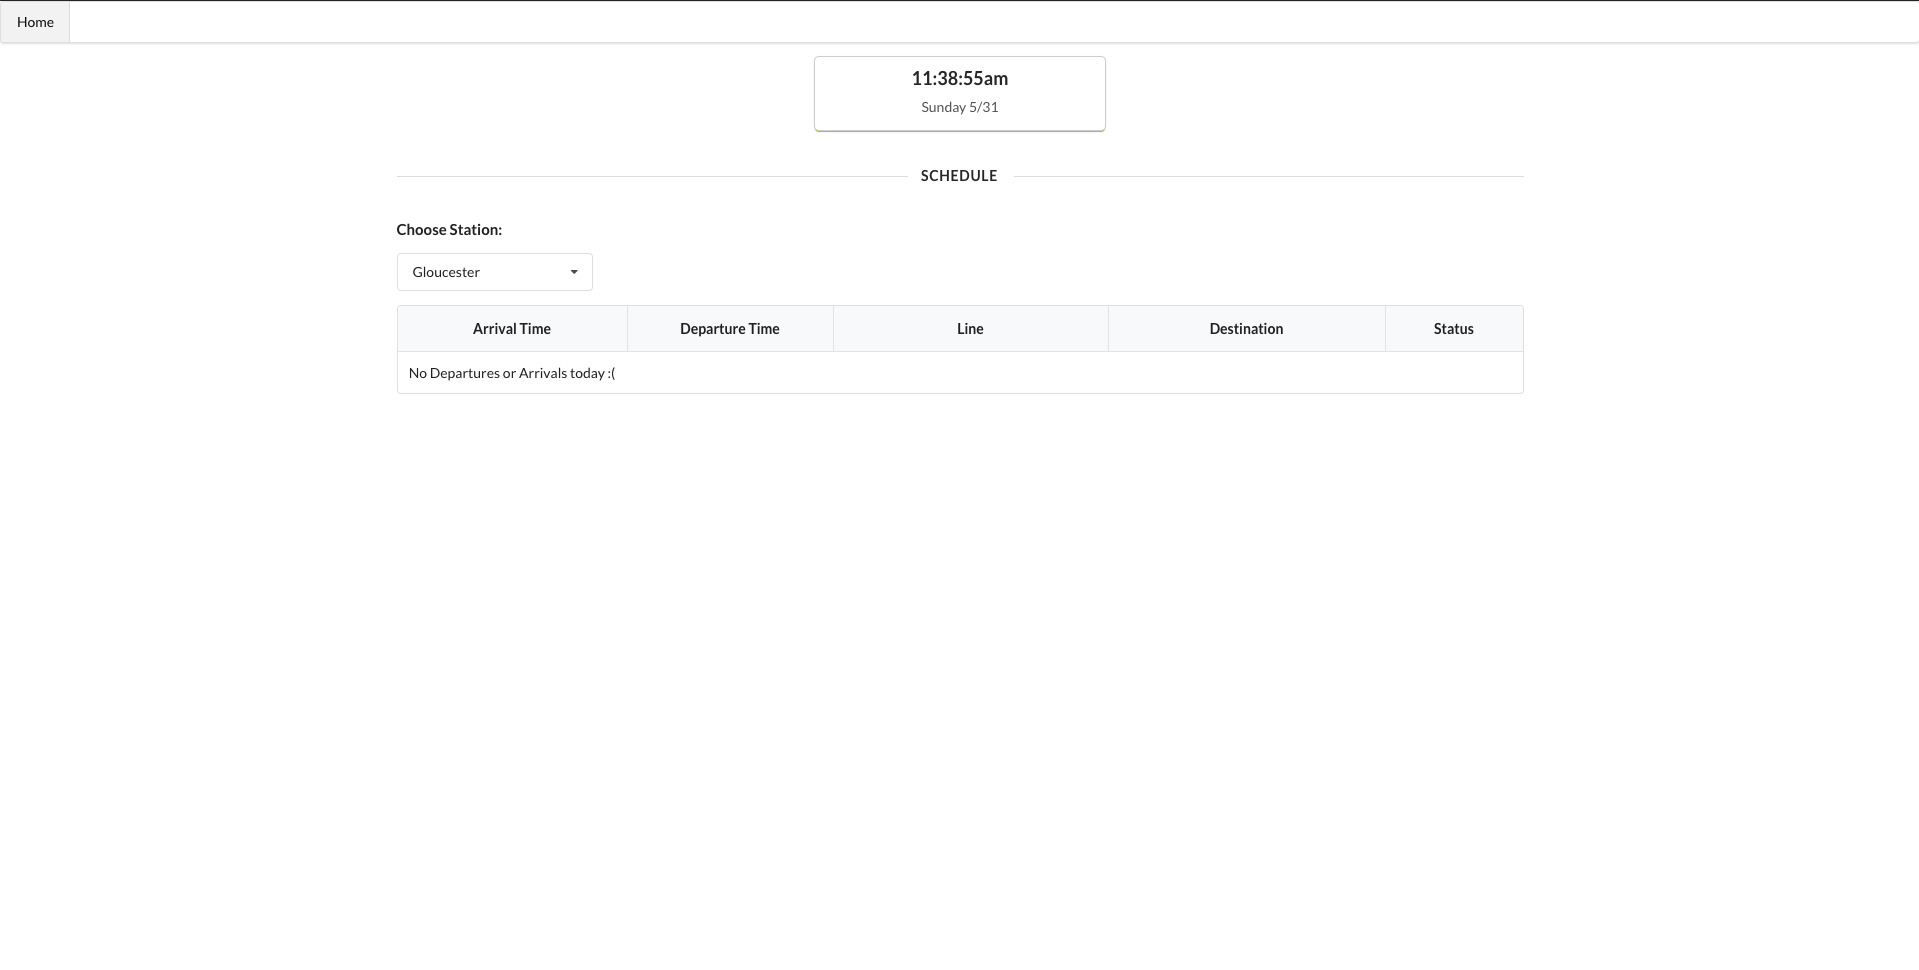 Home
11:38:55am
Sunday 5/31
SCHEDULE
Choose Station:
Gloucester
Arrival Time Departure Time Line Destination Status
No Departures or Arrivals today :(